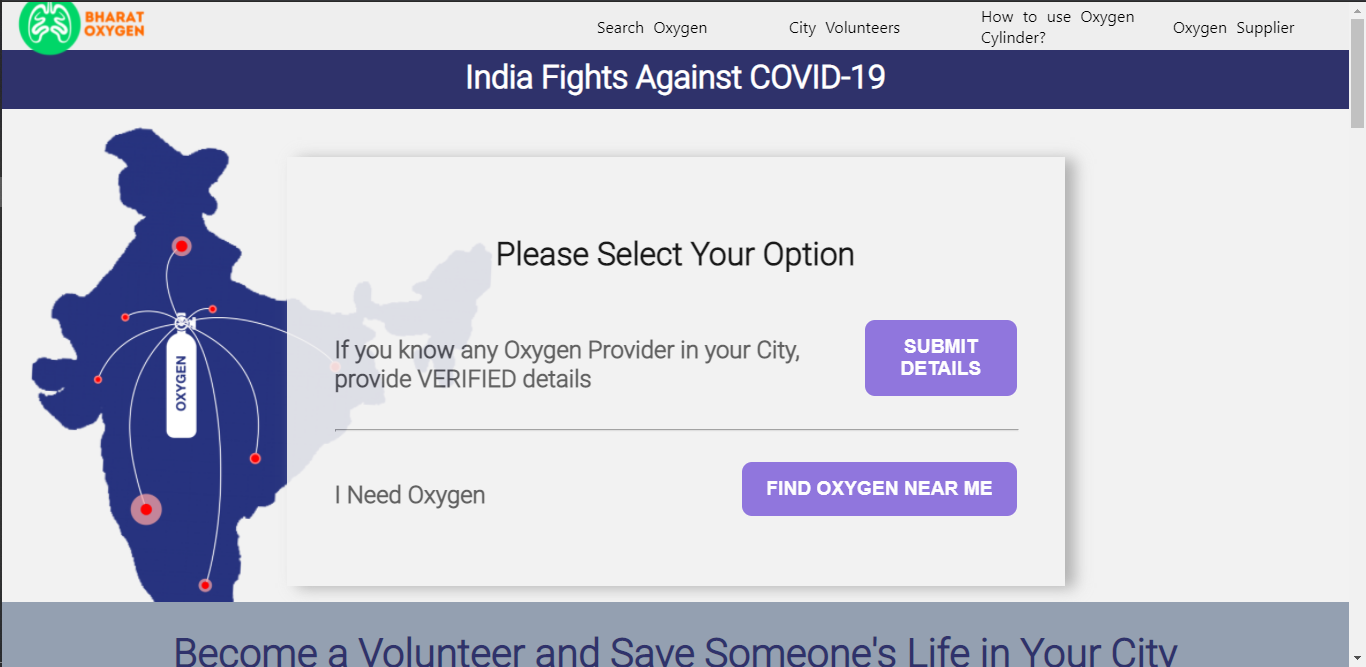 BHARAT
OXYGEN
Search Oxygen
City Volunteers
How to use Oxygen
Cylinder?
Oxygen Supplier
India Fights Against COVID-19
Please Select Your Option
If you know any Oxygen Provider in your City,
provide VERIFIED details
SUBMIT
DETAILS
OXYGEN
I Need Oxygen
FIND OXYGEN NEAR ME
Become a Volunteer and Save Someone's Life in Your City